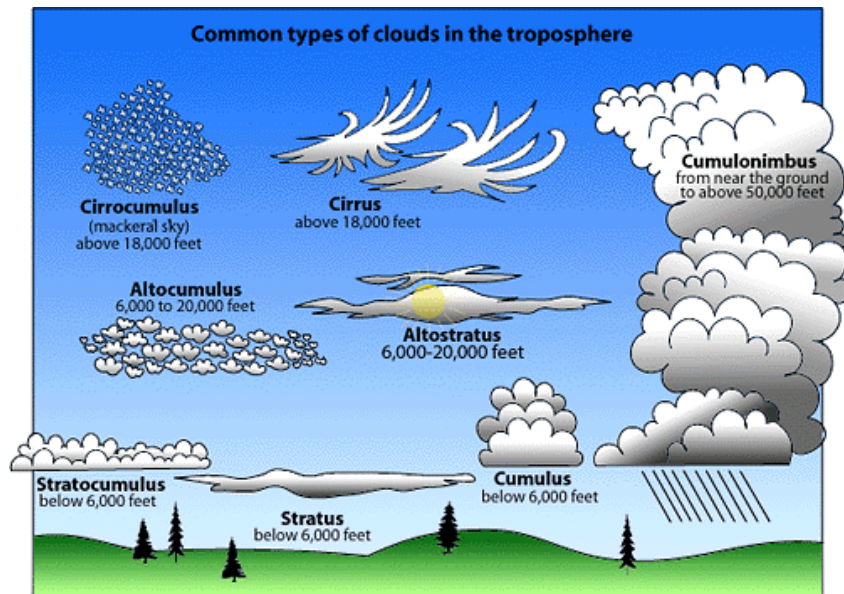 Common types of clouds in the troposphere
Cirrocumulus
(mackeral sky)
above 18,000 feet
Cirrus
above 18,000 feet
Cumulonimbus
from near the ground
to above 50,000 feet
Altocumulus
6,000 to 20,000 feet
Altostratus
6,000-20,000 feet
Stratocumulus
below 6,000 feet
Stratus
below 6,000 feet
Cumulus
below 6,000 feet